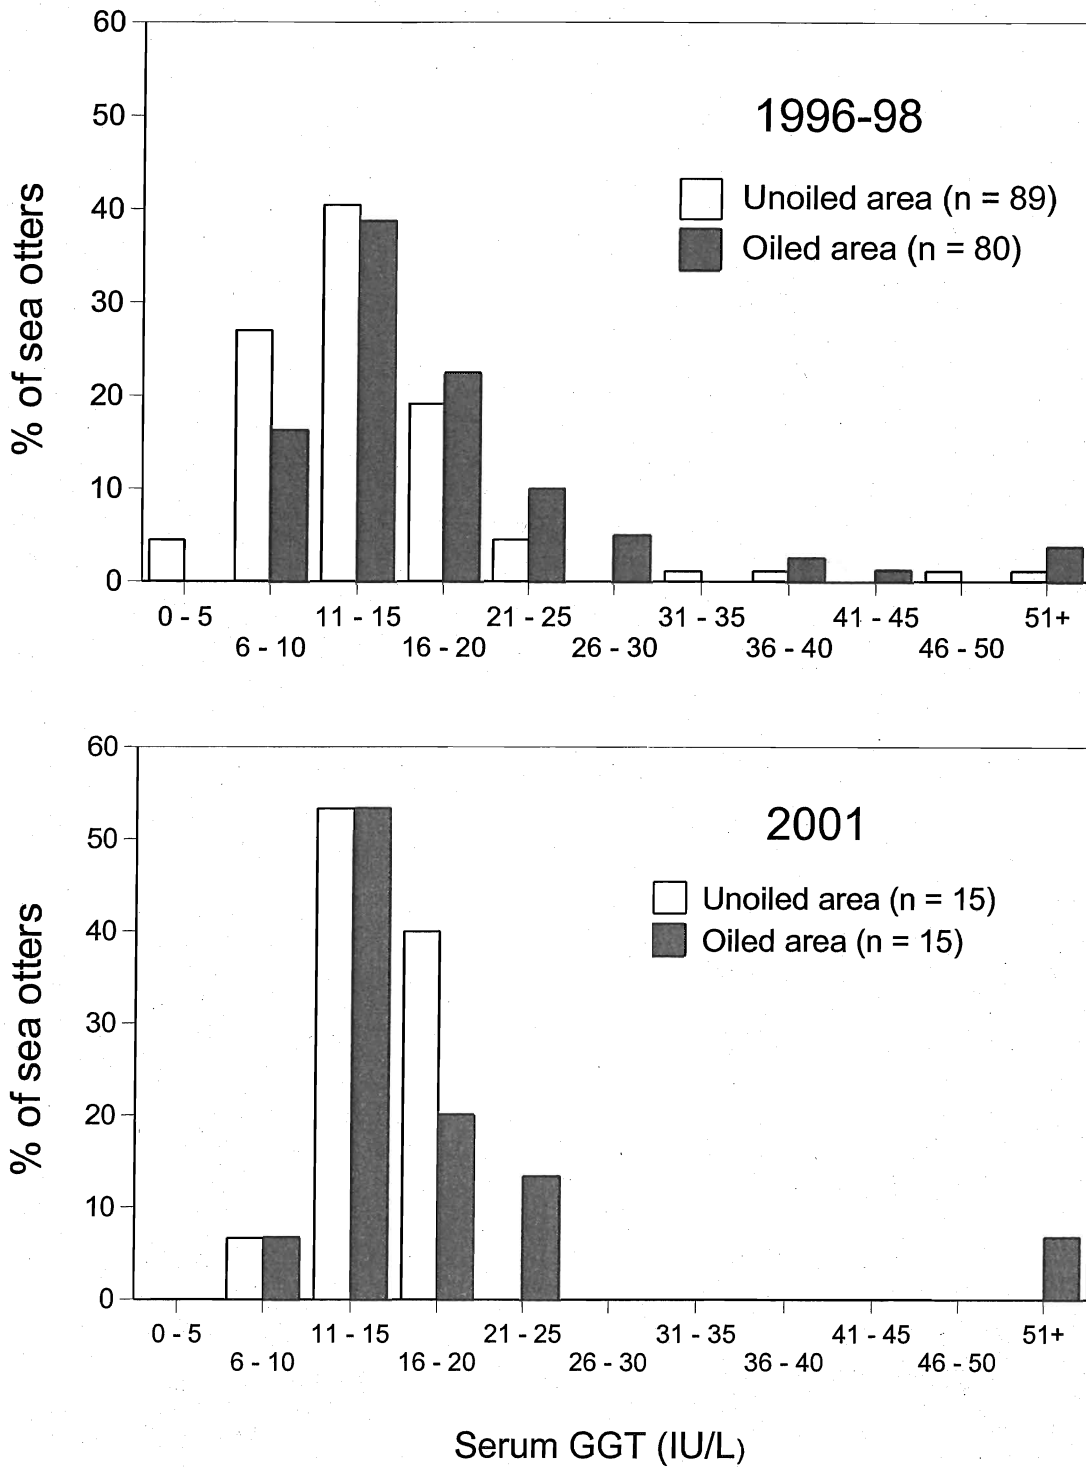 60
50
40
30
20
10
0
% of sea otters
1996-98
Unoiled area (n = 89)
Oiled area (n = 80)
0 - 5 11 - 15 21 - 25 31 - 35 41 - 45 51+
6 - 10 16 - 20 26 - 30 36 - 40 46 - 50
60
50
40
30
20
10
0
% of sea otters
2001
Unoiled area (n = 15)
Oiled area (n = 15)
0 - 5 11 - 15 21 - 25 31 - 35 41 - 45 51+
6 - 10 16 - 20 26 - 30 36 - 40 46 - 50
Serum GGT (IU/L)